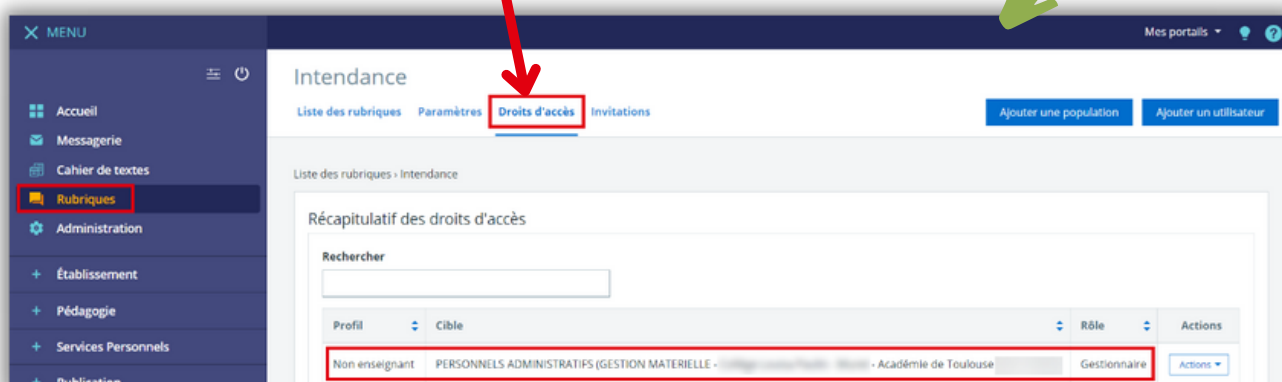 MENU
Mes portails
Intendance
Liste des rubriques Paramètres Droits d'accès Invitations
Ajouter une population Ajouter un utilisateur
Accueil
Messagerie
Cahier de textes
Rubriques
Administration
+ Établissement
+ Pédagogie
+ Services Personnels
+ Publication
Liste des rubriques › Intendance
Récapitulatif des droits d'accès
Rechercher
Profil Cible Rôle Actions
Non enseignant PERSONNELS ADMINISTRATIFS (GESTION MATERIELLE - - Académie de Toulouse Gestionnaire Actions